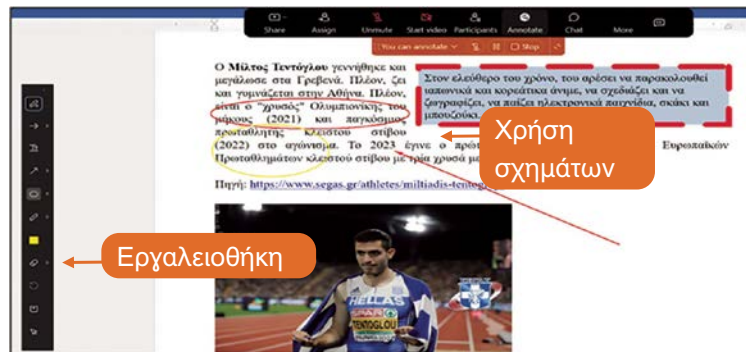 Share Assign Unmute Start video Participants Annotate Chat More
You can annotate Stop
Ο Μίλτος Τεντόγλου γεννήθηκε και
μεγάλωσε στα Γρεβενά. Πλέον, ζει
και γυμνάζεται στην Αθήνα. Πλέον,
είναι ο "χρυσός" Ολυμπιονίκης του
μήκους (2021) και παγκόσμιος
πρωταθλητής κλειστού στίβου
(2022) στο αγώνισμα. Το 2023 έγινε ο Ευρωπαϊκών
Πρωταθλημάτων κλειστού στίβου με τρία χρυσά
Στον ελεύθερο του χρόνο, του αρέσει να παρακολουθεί
ιαπωνικά και κορεάτικα άνιμε, να σχεδιάζει και να
ζωγραφίζει, να παίζει ηλεκτρονικά παιχνίδια, σκάκι και
μπουζούκι.
Χρήση
σχημάτων
Πηγή: https://www.segas.gr/athletes/miltiadis-tentog
Εργαλειοθήκη
HELLAS
SPAR
TENTOGLOU